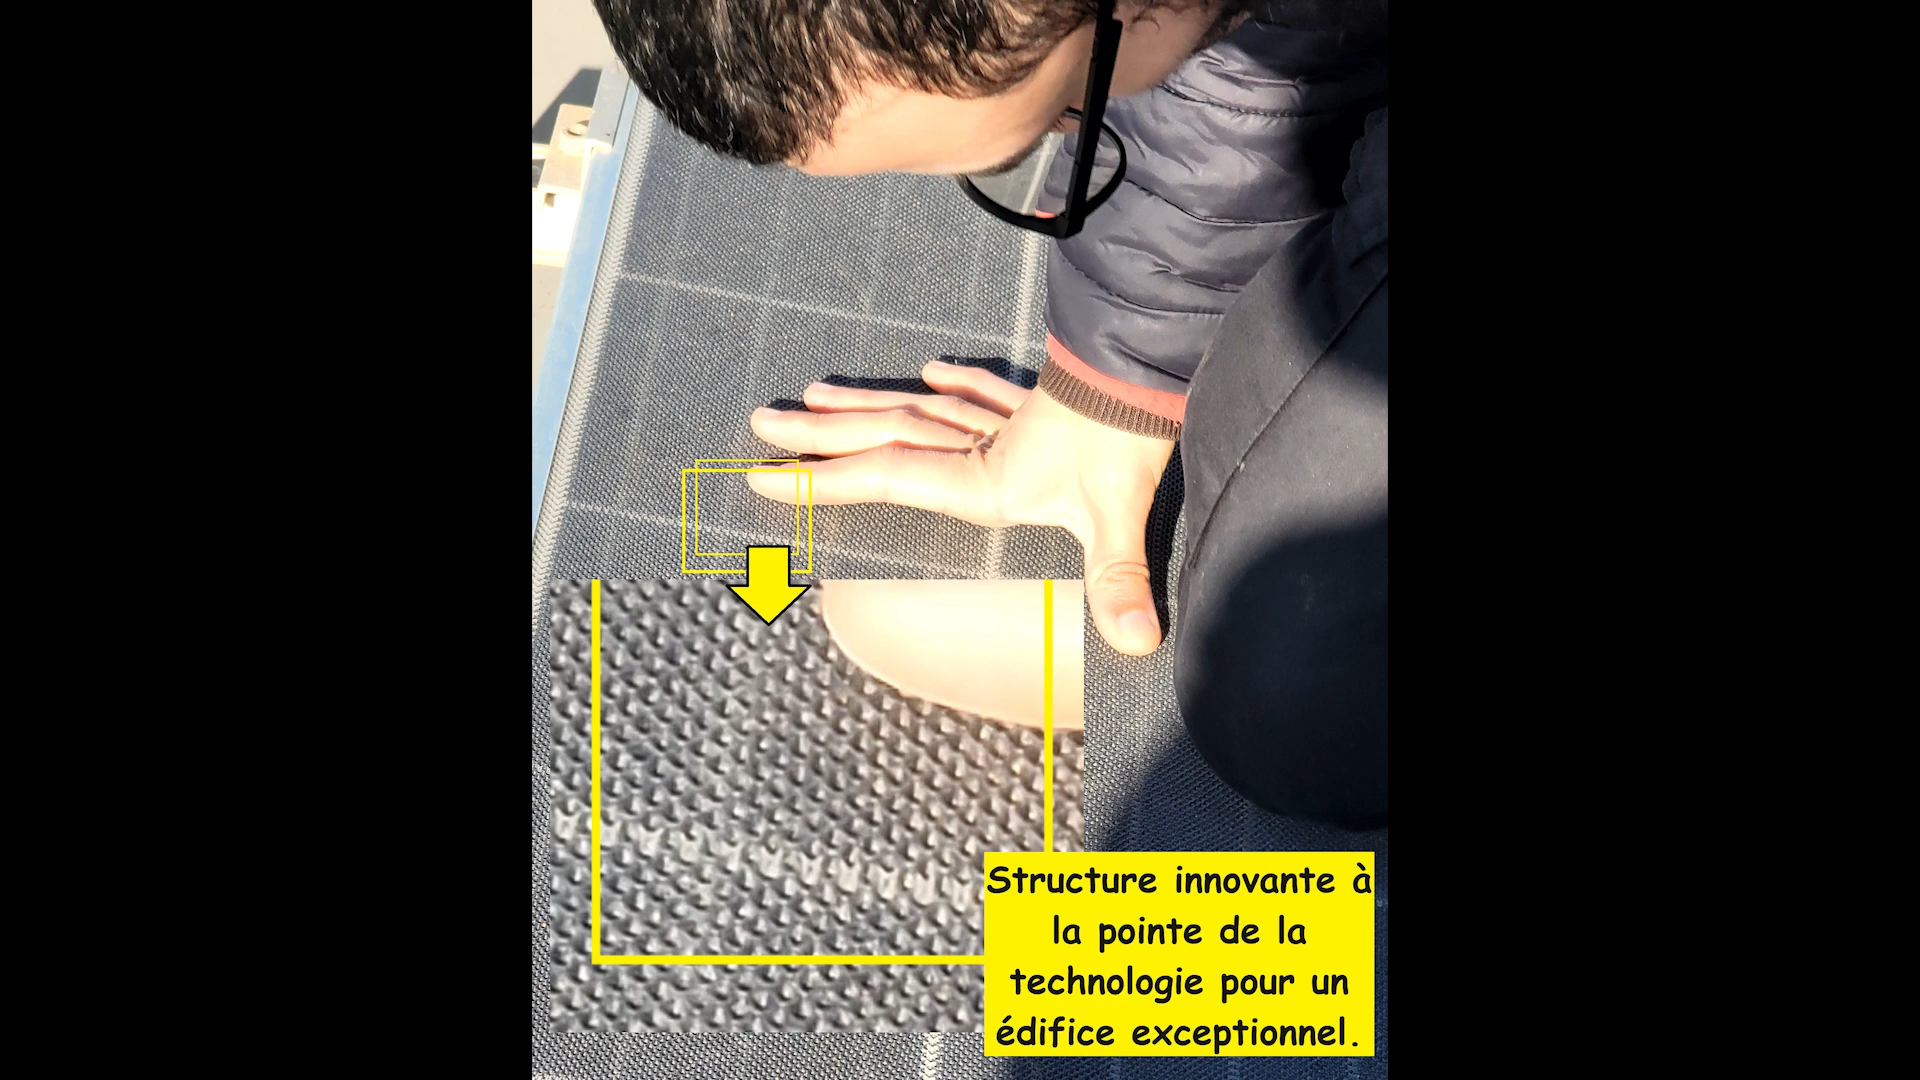 Structure innovante à
la pointe de la
technologie pour un
édifice exceptionnel.